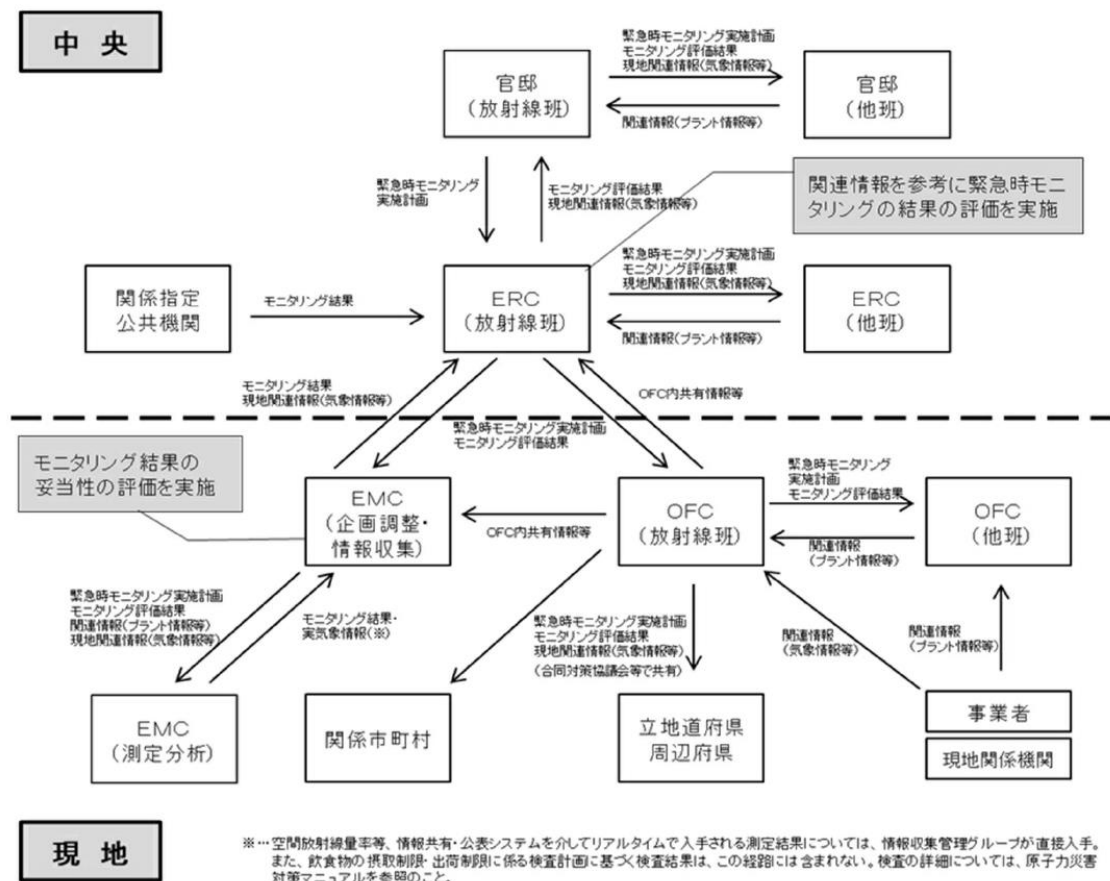 中 央
緊急時モニタリング実施計画
モニタリング評価結果
現地関連情報(気象情報等)
官邸
(放射線班)
官邸
(他班)
関連情報(プラント情報等)
緊急時モニタリング
実施計画
モニタリング評価結果
現地関連情報(気象情報等)
関連情報を参考に緊急時モニ
タリングの結果の評価を実施
緊急時モニタリング実施計画
モニタリング評価結果
現地関連情報(気象情報等)
関係指定
公共機関
モニタリング結果
ERC
(放射線班)
ERC
(他班)
関連情報(プラント情報等)
モニタリング結果
現地関連情報(気象情報等)
OFC内共有情報等
緊急時モニタリング実施計画
モニタリング評価結果
モニタリング結果の
妥当性の評価を実施
EMC
(企画調整・
情報収集)
OFC内共有情報等
OFC
(放射線班)
緊急時モニタリング
実施計画
モニタリング評価結果
OFC
(他班)
関連情報
(プラント情報等)
緊急時モニタリング実施計画
モニタリング評価結果
関連情報(プラント情報等)
現地関連情報(気象情報等)
モニタリング結果・
実気象情報(※)
緊急時モニタリング実施計画
モニタリング評価結果
現地関連情報(気象情報等)
(合同対策協議会等で共有)
関連情報
(気象情報等)
関連情報
(プラント情報等)
EMC
(測定分析)
関係市町村
立地道府県
周辺府県
事業者
現地関係機関
現 地
※…空間放射線量率等、情報共有・公表システムを介してリアルタイムで入手される測定結果については、情報収集管理グループが直接入手。
また、飲食物の摂取制限・出荷制限に係る検査計画に基づく検査結果は、この経路には含まれない。検査の詳細については、原子力災害
対策マニュアルを参照のこと。